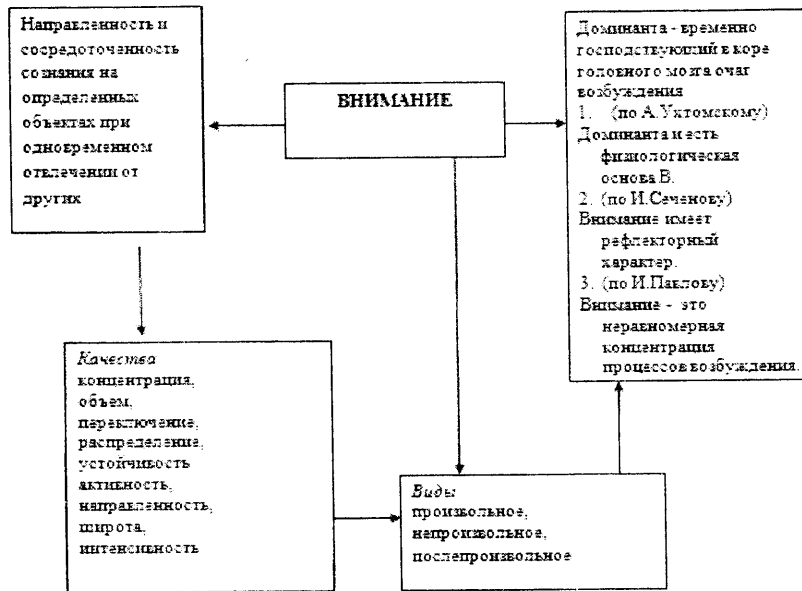 Направленность и
сосредоточенность
сознания на
определенных
объектах при
одновременном
отвлечении от
других
ВНИМАНИЕ
Доминанта - временно
господствующий в коре
головного мозга очаг
возбуждения
1. (по А.Ухтомскому)
Доминанта и есть
физиологическая
основа В.
2. (по И.Сеченову)
Внимание имеет
рефлекторный
характер.
3. (по И.Павлову)
Внимание - это
неравномерная
концентрация
процессов возбуждения.
Качества
концентрация,
объем,
переключение,
распределение,
устойчивость
активность,
направленность,
широта,
интенсивность
Виды:
произвольное,
непроизвольное,
послепроизвольное